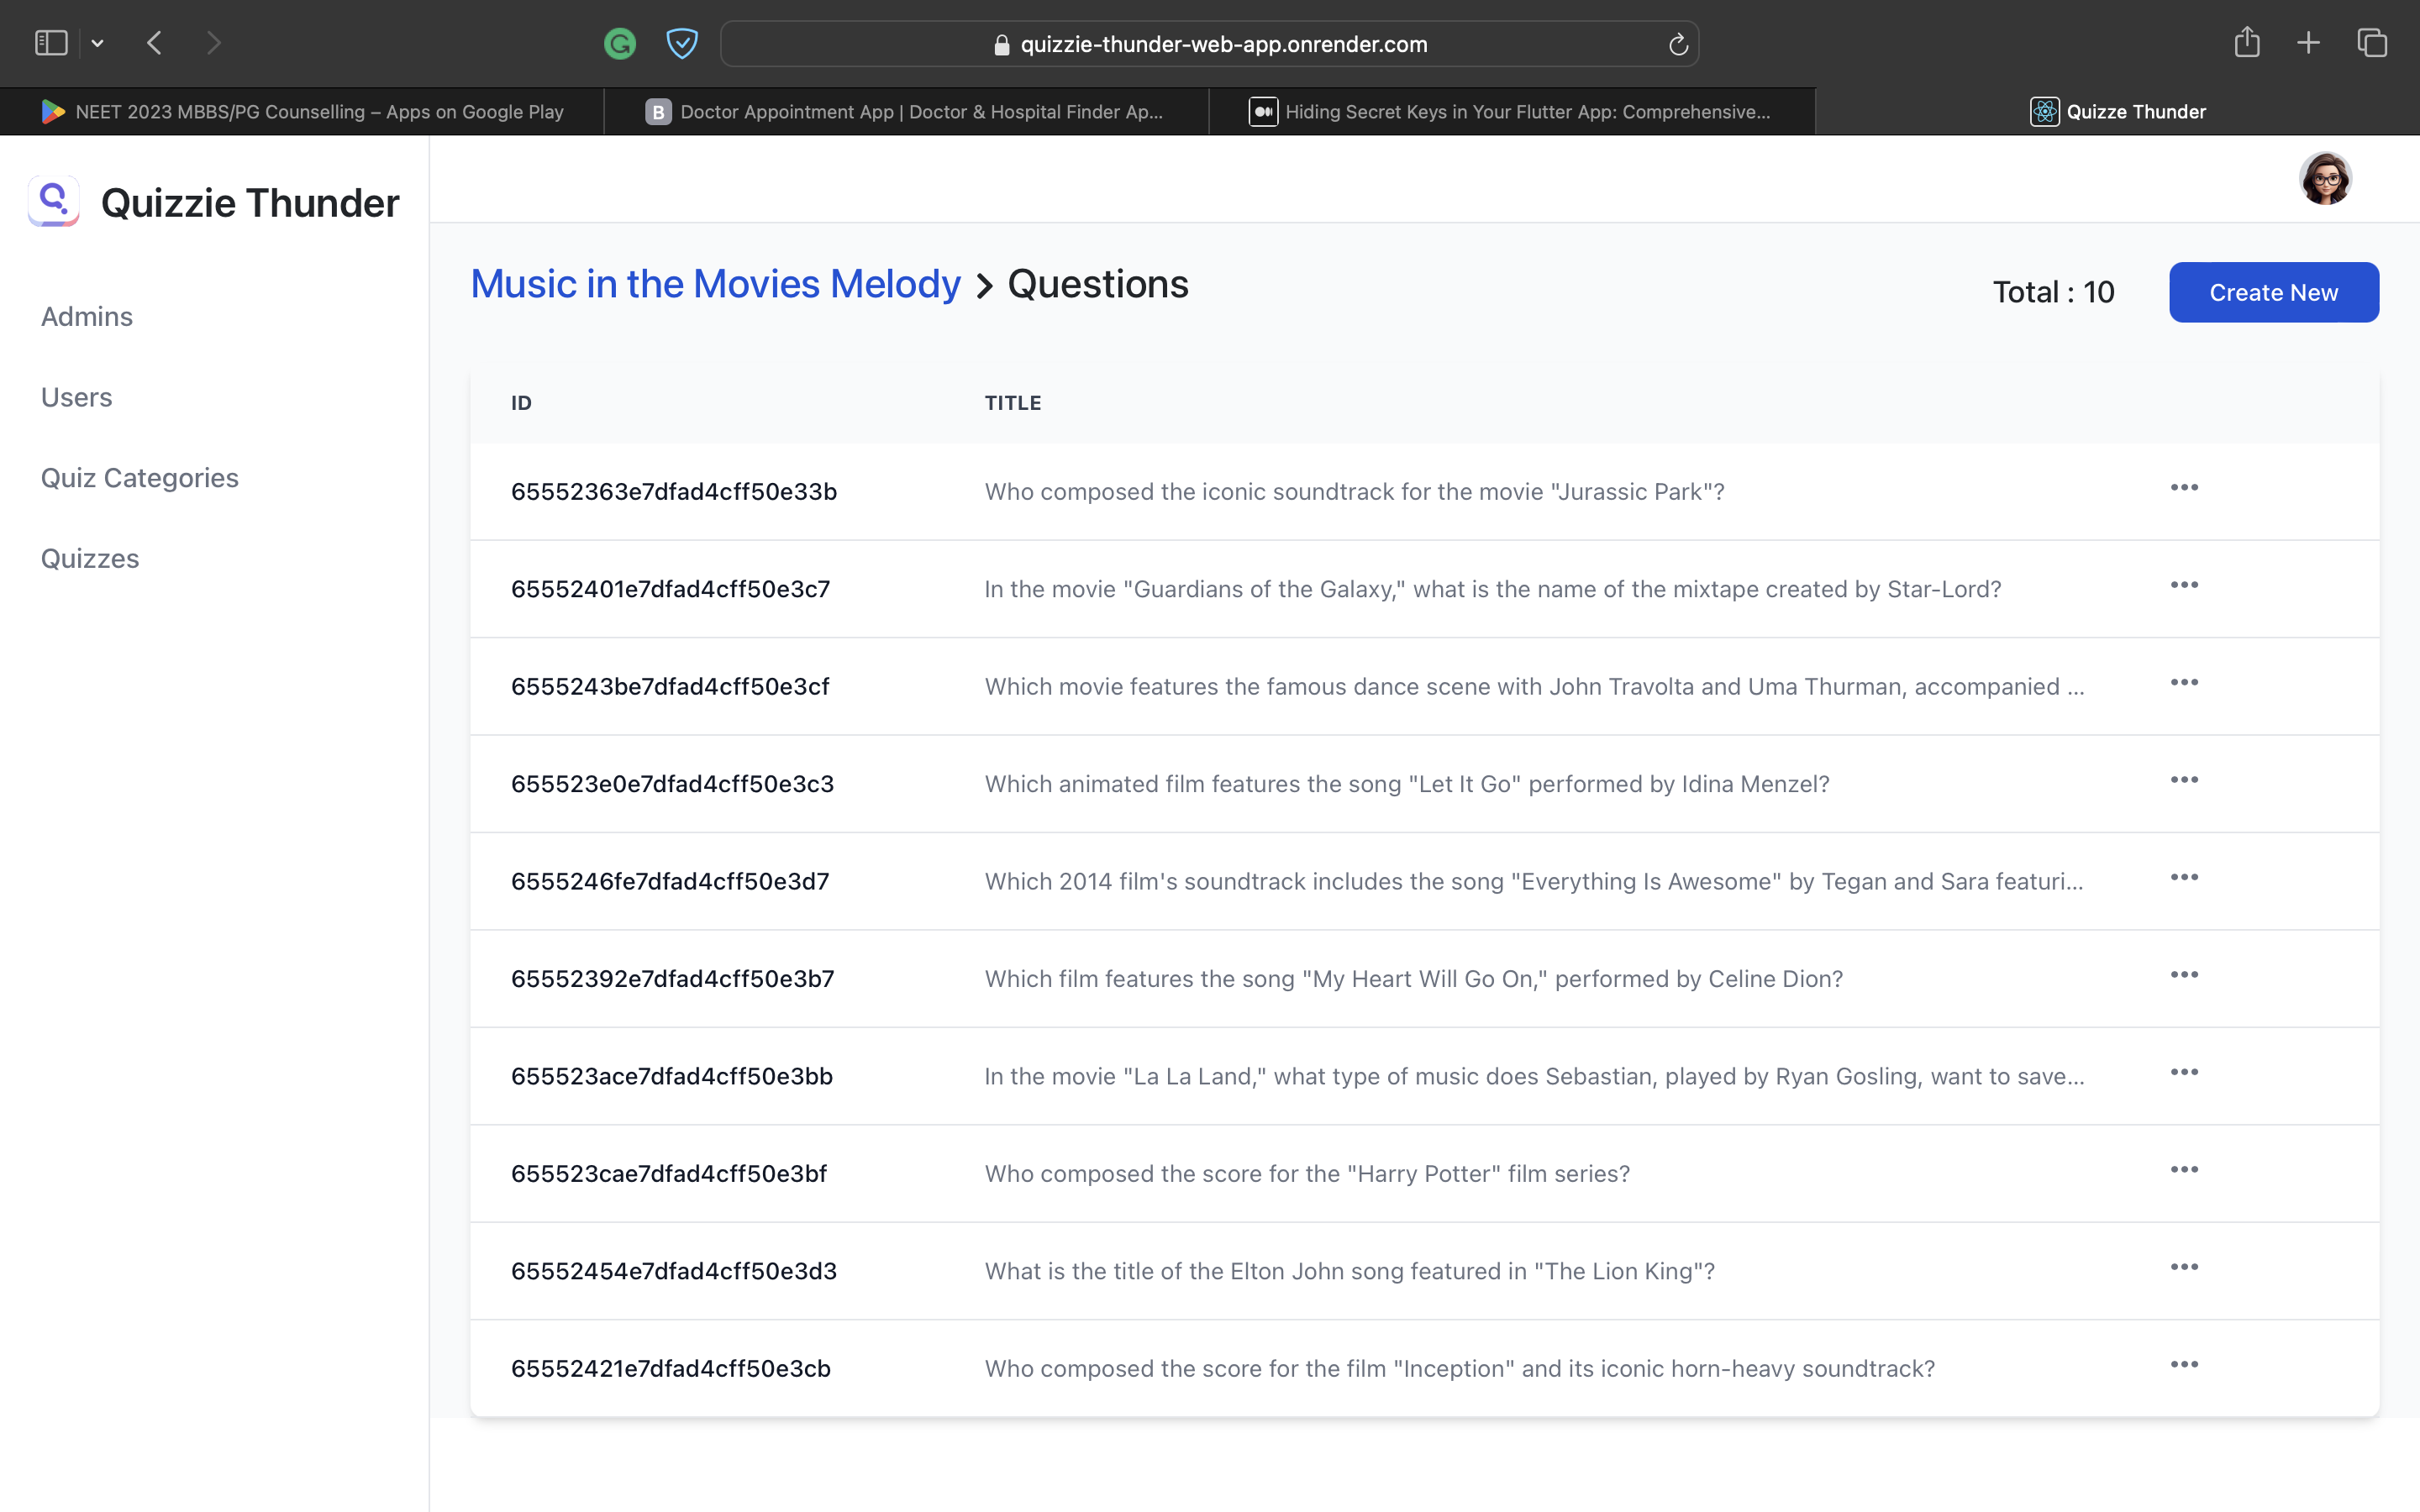 quizzie-thunder-web-app.onrender.com
NEET 2023 MBBS/PG Counselling – Apps on Google Play
B Doctor Appointment App | Doctor & Hospital Finder Ap...
Hiding Secret Keys in Your Flutter App: Comprehensive...
Quizze Thunder
Quizzie Thunder
Admins
Users
Quiz Categories
Quizzes
Music in the Movies Melody > Questions
Total : 10
Create New
ID TITLE
65552363e7dfad4cff50e33b Who composed the iconic soundtrack for the movie "Jurassic Park"?
65552401e7dfad4cff50e3c7 In the movie "Guardians of the Galaxy," what is the name of the mixtape created by Star-Lord?
6555243be7dfad4cff50e3cf Which movie features the famous dance scene with John Travolta and Uma Thurman, accompanied ...
655523e0e7dfad4cff50e3c3 Which animated film features the song "Let It Go" performed by Idina Menzel?
6555246fe7dfad4cff50e3d7 Which 2014 film's soundtrack includes the song "Everything Is Awesome" by Tegan and Sara featuri...
65552392e7dfad4cff50e3b7 Which film features the song "My Heart Will Go On," performed by Celine Dion?
655523ace7dfad4cff50e3bb In the movie "La La Land," what type of music does Sebastian, played by Ryan Gosling, want to save...
655523cae7dfad4cff50e3bf Who composed the score for the "Harry Potter" film series?
65552454e7dfad4cff50e3d3 What is the title of the Elton John song featured in "The Lion King"?
65552421e7dfad4cff50e3cb Who composed the score for the film "Inception" and its iconic horn-heavy soundtrack?